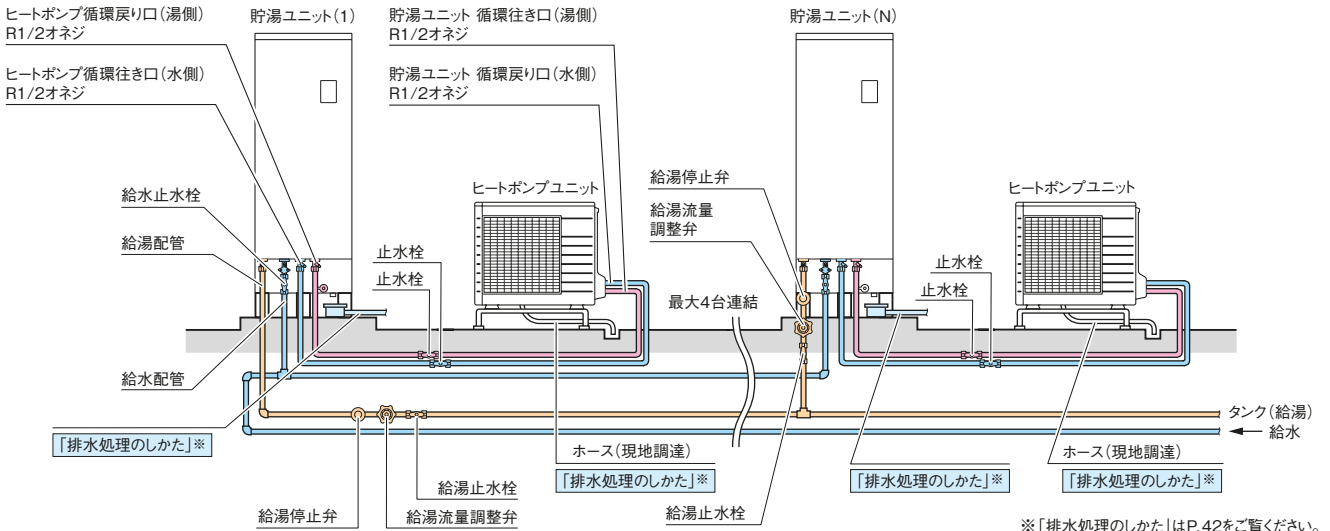 ヒートポンプ循環戻り口(湯側)
R1/2オネジ
貯湯ユニット(1)
貯湯ユニット 循環往き口(湯側)
R1/2オネジ
貯湯ユニット(N)
ヒートポンプ循環往き口(水側)
R1/2オネジ
貯湯ユニット 循環戻り口(水側)
R1/2オネジ
給水止水栓
給湯配管
ヒートポンプユニット
給湯停止弁
給湯流量
調整弁
ヒートポンプユニット
止水栓
止水栓
最大4台連結
止水栓
止水栓
給水配管
タンク(給湯)
給水
「排水処理のしかた」※
ホース(現地調達)
「排水処理のしかた」※
「排水処理のしかた」※
ホース(現地調達)
「排水処理のしかた」※
給湯止水栓
給湯停止弁
給湯流量調整弁
給湯止水栓
※「排水処理のしかた」はP.42をご覧ください。